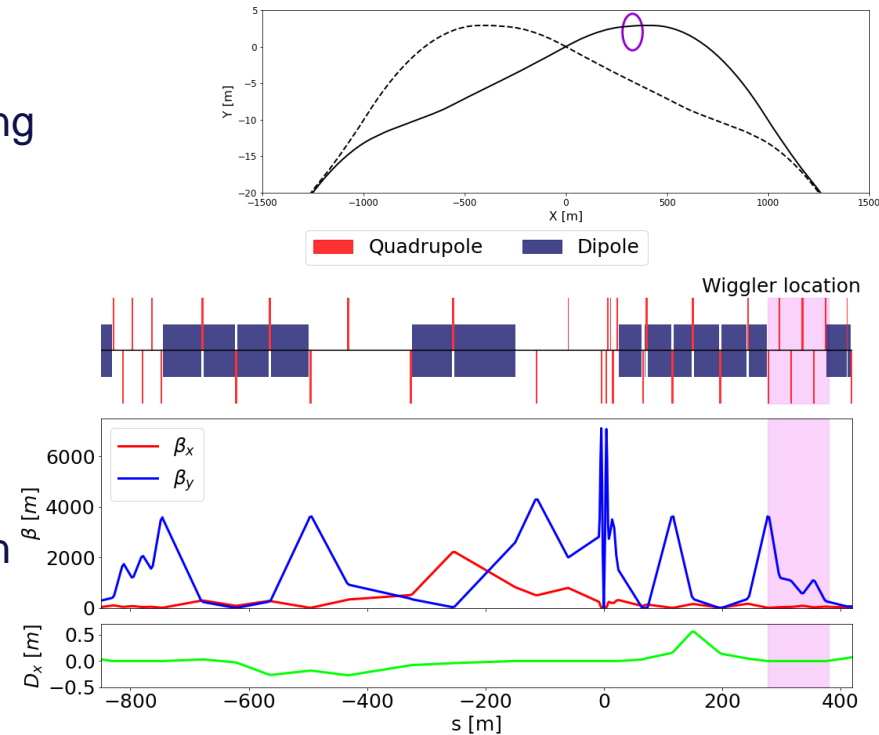 5
0
−5
−10
−15
−20
Y [m]
−1500 −1000 −500 0 500 1000 1500
X [m]
ng
Quadrupole Dipole
Wiggler location
βx
βy
6000
4000
2000
0
β [m]
n
0.5
0.0
−0.5
Dx [m]
−800 −600 −400 −200 0 200 400
s [m]